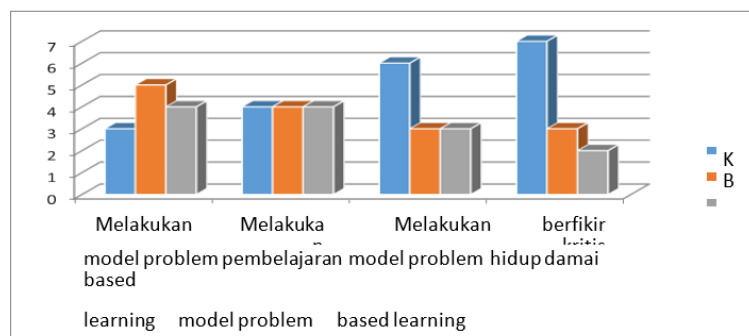 7
6
5
4
3
2
1
0
K
B
Melakukan Melakuka Melakukan berfikir
model problem pembelajaran model problem hidup damai
based
learning model problem based learning